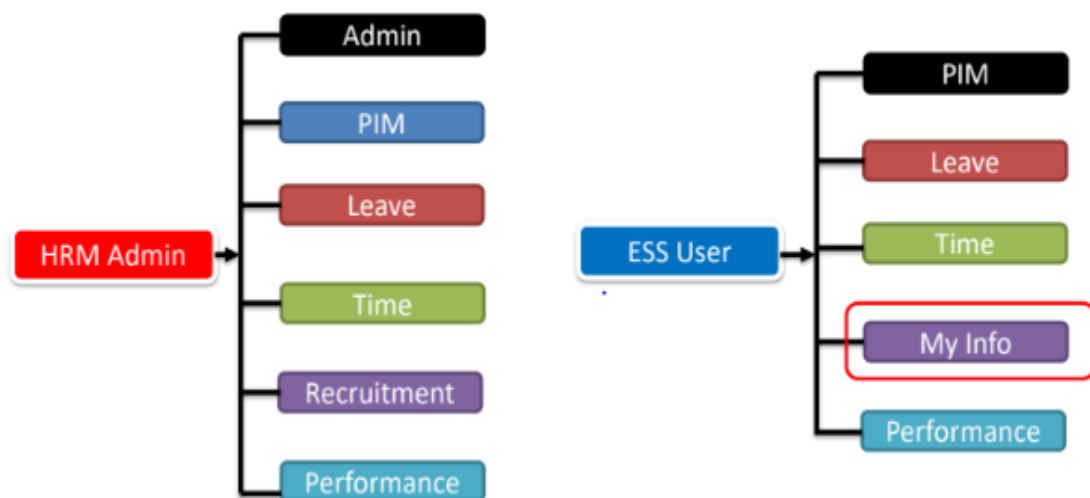 HRM Admin
Admin
PIM
Leave
Time
Recruitment
Performance
ESS User
PIM
Leave
Time
My Info
Performance